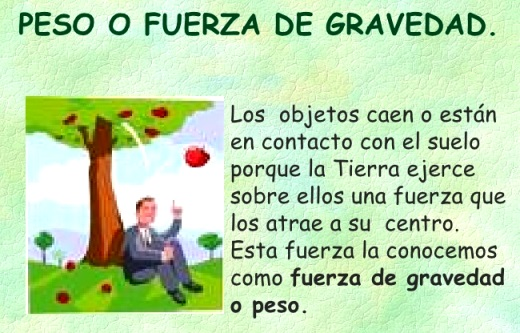 PESO O FUERZA DE GRAVEDAD.
Los objetos caen o están
en contacto con el suelo
porque la Tierra ejerce
sobre ellos una fuerza que
los atrae a su centro.
Esta fuerza la conocemos
como fuerza de gravedad
o peso.